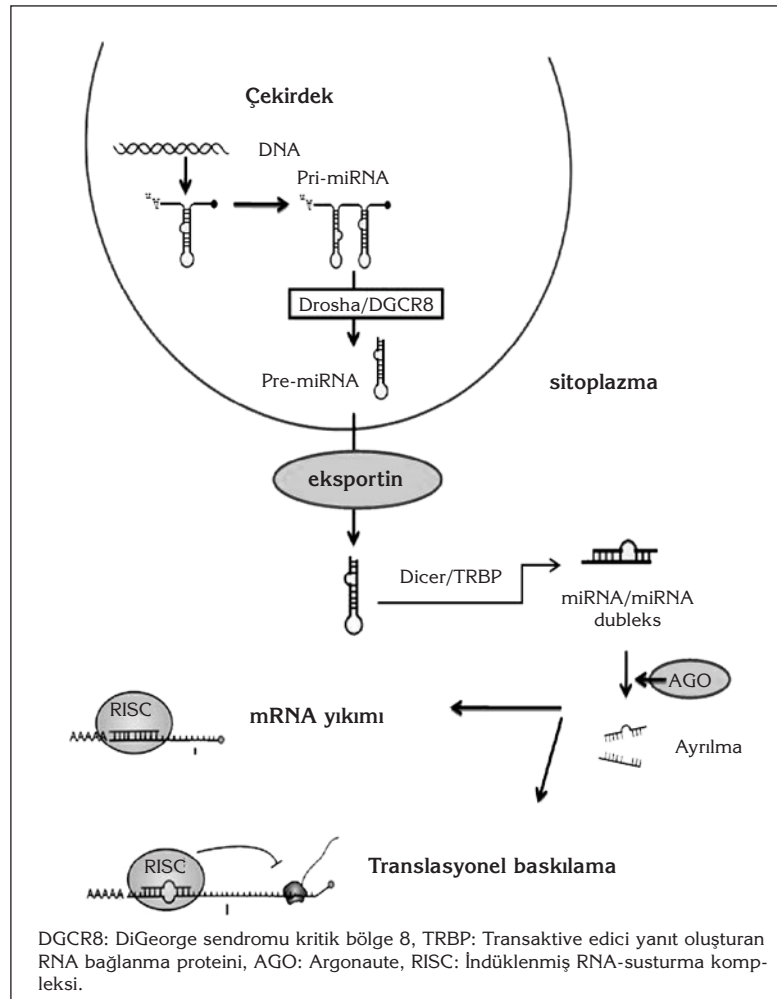 Çekirdek
DNA
Pri-miRNA
Drosha/DGCR8
Pre-miRNA
sitoplazma
eksportin
Dicer/TRBP
miRNA/miRNA
dubleks
AGO
Ayrılma
RISC
AAAAA
mRNA yıkımı
RISC
AAAAA
Translasyonel baskılama
DGCR8: DiGeorge sendromu kritik bölge 8, TRBP: Transaktive edici yanıt oluşturan
RNA bağlanma proteini, AGO: Argonaute, RISC: İndüklenmiş RNA-susturma komp-
leksi.